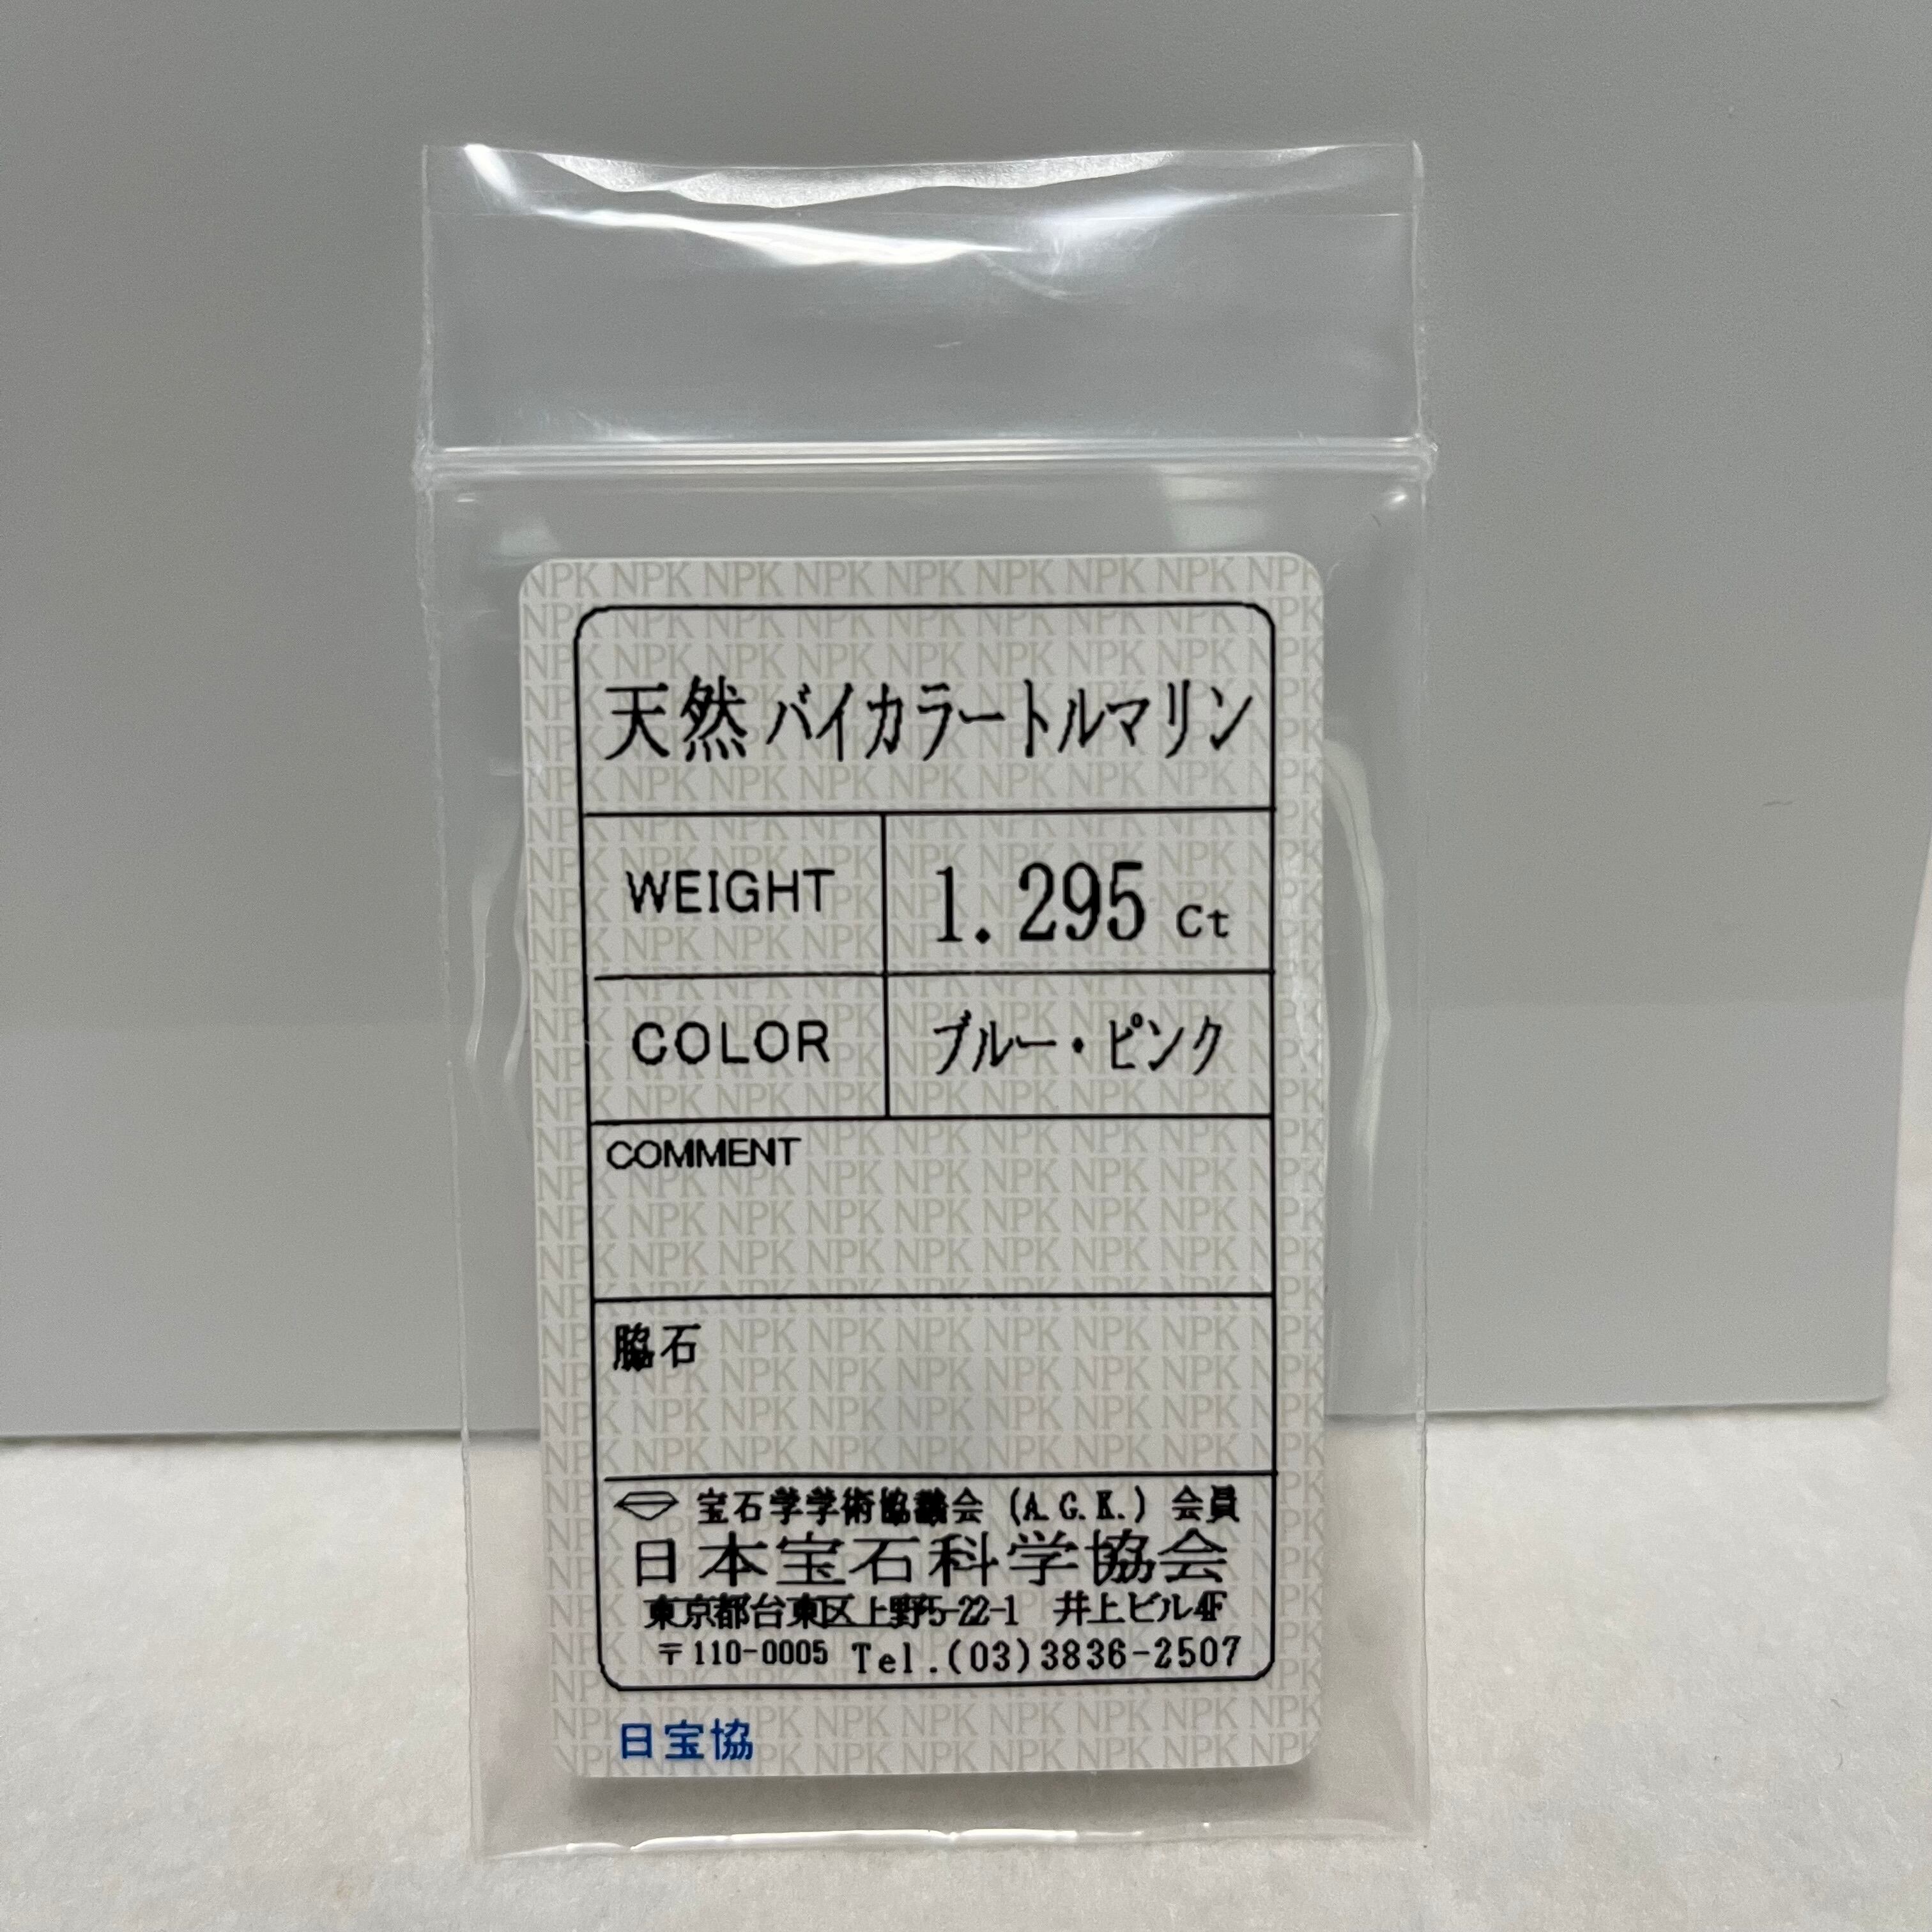 天然バイカラートルマリン
WEIGHT 1.295 Ct
COLOR ブルー・ピンク
COMMENT
脇石
宝石学学術協議会 (A.G.K.) 会員
日本宝石科学協会
東京都台東区上野5-22-1 井上ビル4F
〒110-0005 Tel.(03)3836-2507
日宝協